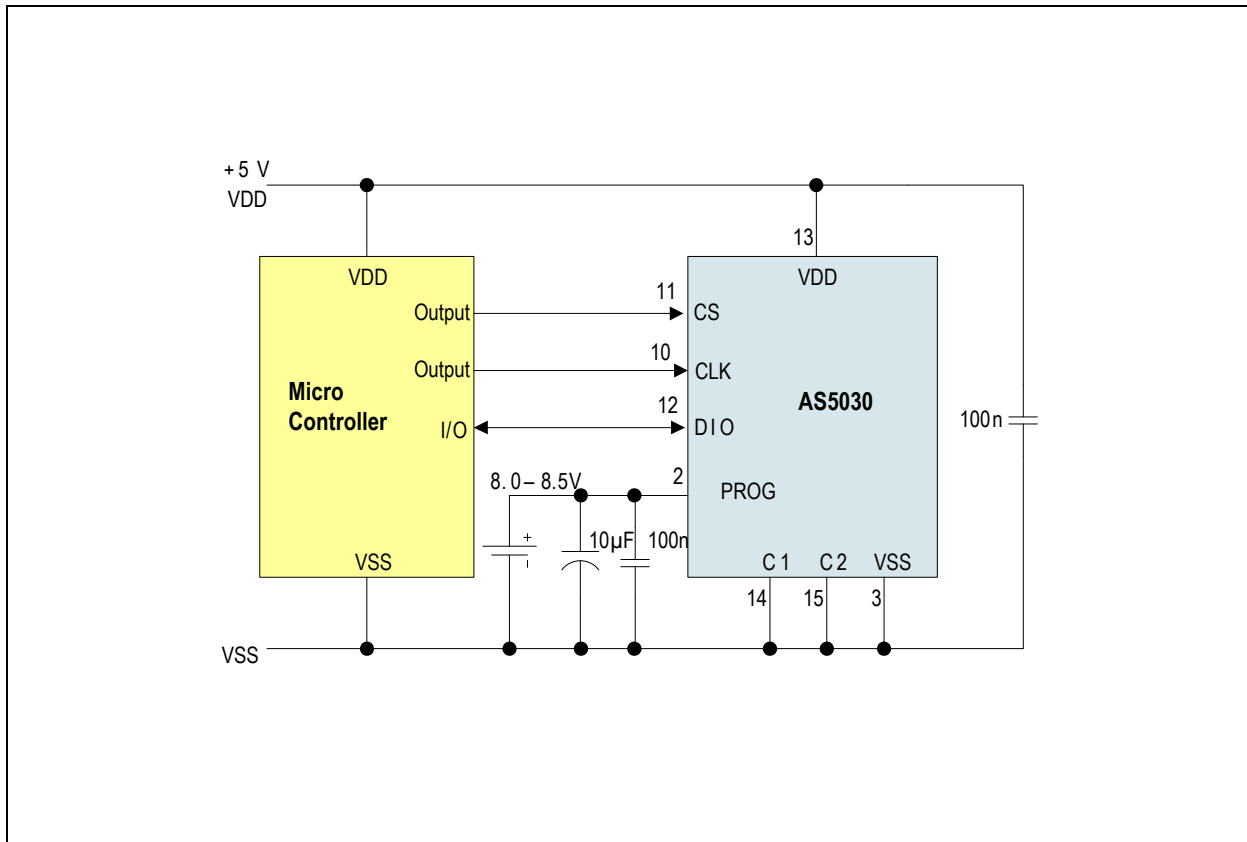 +5 V
VDD
13
VDD
VDD
11
Output
CS
10
Output
CLK
Micro
Controller
AS5030
12
I/O
DIO
100n
2
8.0–8.5V
PROG
+
10µF
100n
-
VSS
C1
C2
VSS
14
15
3
VSS